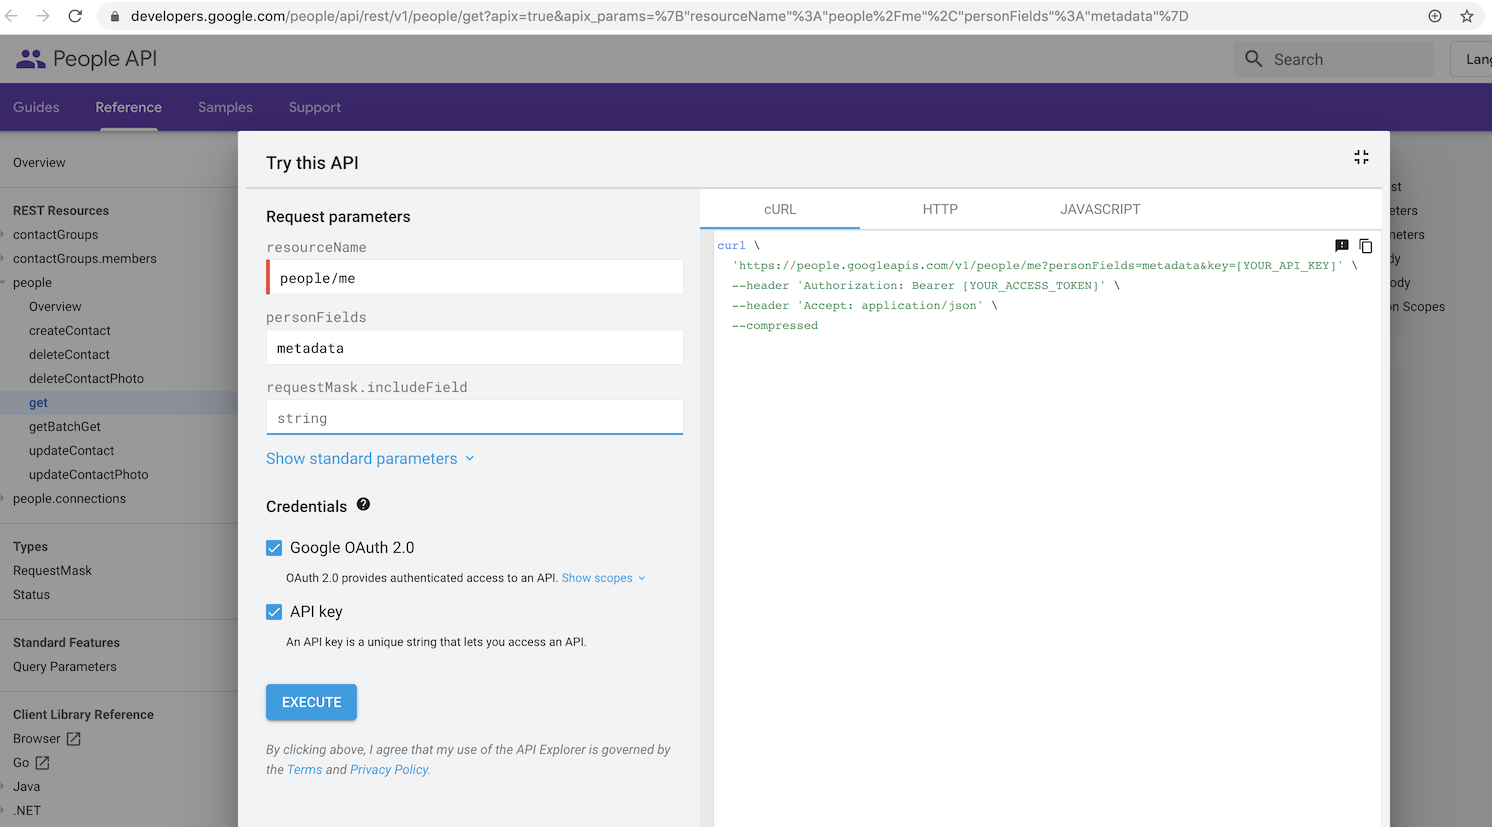 developers.google.com/people/api/rest/v1/people/get?apix=true&apix_params=%7B"resourceName"%3A"people%2Fme"%2C"personFields"%3A"metadata"%7D
People API
Search
Lang
Guides
Reference
Samples
Support
Overview
REST Resources
contactGroups
contactGroups.members
people
Overview
createContact
deleteContact
deleteContactPhoto
get
getBatchGet
updateContact
updateContactPhoto
people.connections
Types
RequestMask
Status
Standard Features
Query Parameters
Client Library Reference
Browser
Go
Java
.NET
Try this API
Request parameters
resourceName
people/me
personFields
metadata
requestMask.includeField
string
Show standard parameters
Credentials
Google OAuth 2.0
OAuth 2.0 provides authenticated access to an API. Show scopes
API key
An API key is a unique string that lets you access an API.
EXECUTE
By clicking above, I agree that my use of the API Explorer is governed by
the Terms and Privacy Policy.
cURL
HTTP
JAVASCRIPT
curl \
'https://people.googleapis.com/v1/people/me?personFields=metadata&key=[YOUR_API_KEY]' \
--header 'Authorization: Bearer [YOUR_ACCESS_TOKEN]' \
--header 'Accept: application/json' \
--compressed
st
eters
neters
dy
ody
n Scopes